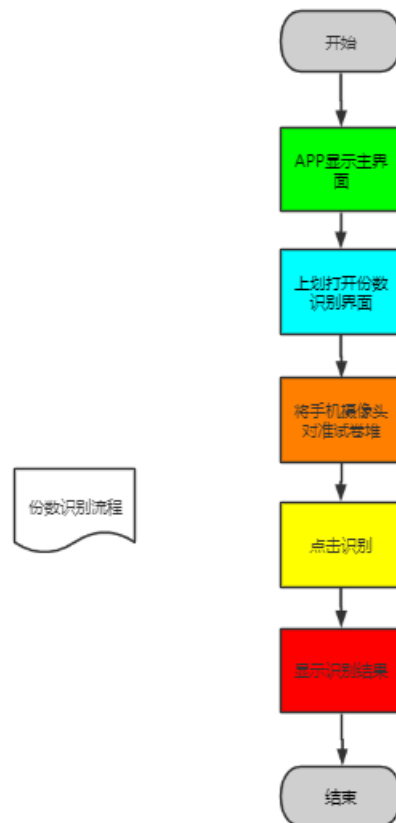 开始
APP显示主界
面
上划打开份数
识别界面
将手机摄像头
对准试卷堆
份数识别流程
点击识别
显示识别结果
结束